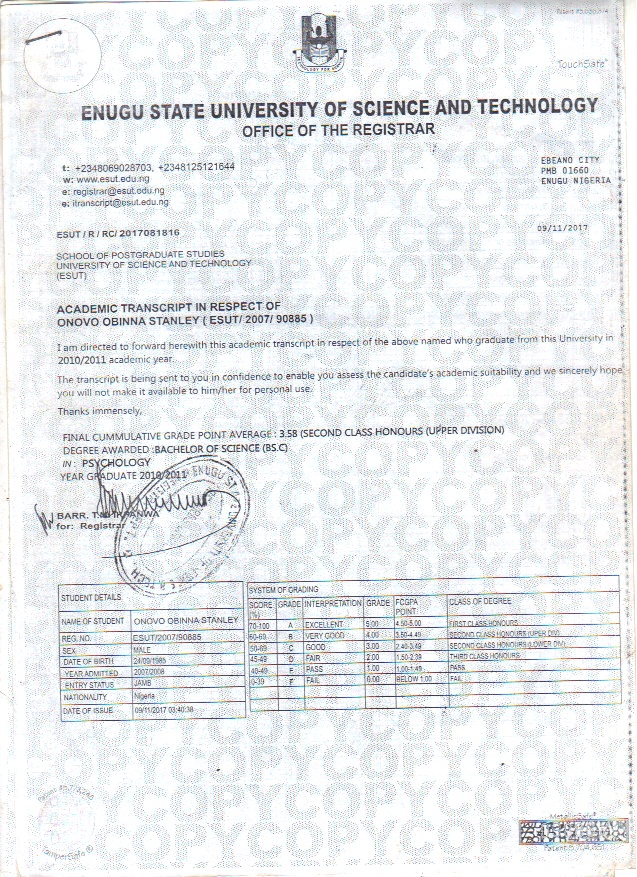 TouchSafe
ENUGU STATE UNIVERSITY OF SCIENCE AND TECHNOLOGY
OFFICE OF THE REGISTRAR
t: +2348069028703, +2348125121644
w: www.esut.edu.ng
e: registrar@esut.edu.ng
e: itranscript@esut.edu.ng
EBEANO CITY
PMB 01660
ENUGU NIGERIA
ESUT / R / RC/ 2017081816
09/11/2017
SCHOOL OF POSTGRADUATE STUDIES
UNIVERSITY OF SCIENCE AND TECHNOLOGY
(ESUT)
ACADEMIC TRANSCRIPT IN RESPECT OF
ONOVO OBINNA STANLEY ( ESUT/ 2007/ 90885 )
I am directed to forward herewith this academic transcript in respect of the above named who graduate from this University in
2010/2011 academic year.
The transcript is being sent to you in confidence to enable you assess the candidate's academic suitability and we sincerely hope
you will not make it available to him/her for personal use.
Thanks immensely,
FINAL CUMMULATIVE GRADE POINT AVERAGE : 3.58 (SECOND CLASS HONOURS (UPPER DIVISION)
DEGREE AWARDED :BACHELOR OF SCIENCE (BS.C)
IN : PSYCHOLOGY
YEAR GRADUATE 2010/2011
BARR.
for: Registrar
STUDENT DETAILS
NAME OF STUDENT ONOVO OBINNA STANLEY
REG. NO. ESUT/2007/90885
SEX MALE
DATE OF BIRTH 24/09/1985
YEAR ADMITTED 2007/2008
ENTRY STATUS JAMB
NATIONALITY Nigeria
DATE OF ISSUE 09/11/2017 03:40:38
SYSTEM OF GRADING
SCORE (%) GRADE INTERPRETATION GRADE POINT FCGPA CLASS OF DEGREE
70-100 A EXCELLENT 5.00 4.50-5.00 FIRST CLASS HONOURS
60-69 B VERY GOOD 4.00 3.50-4.49 SECOND CLASS HONOURS (UPER DIV)
50-59 C GOOD 3.00 2.40-3.49 SECOND CLASS HONOURS (LOWER DIV)
45-49 D FAIR 2.00 1.50-2.39 THIRD CLASS HONOURS
40-49 E PASS 1.00 1.00-1.49 PASS
0-39 F FAIL 0.00 BELOW 1.00 FAIL
COPY
TamperSafe ®